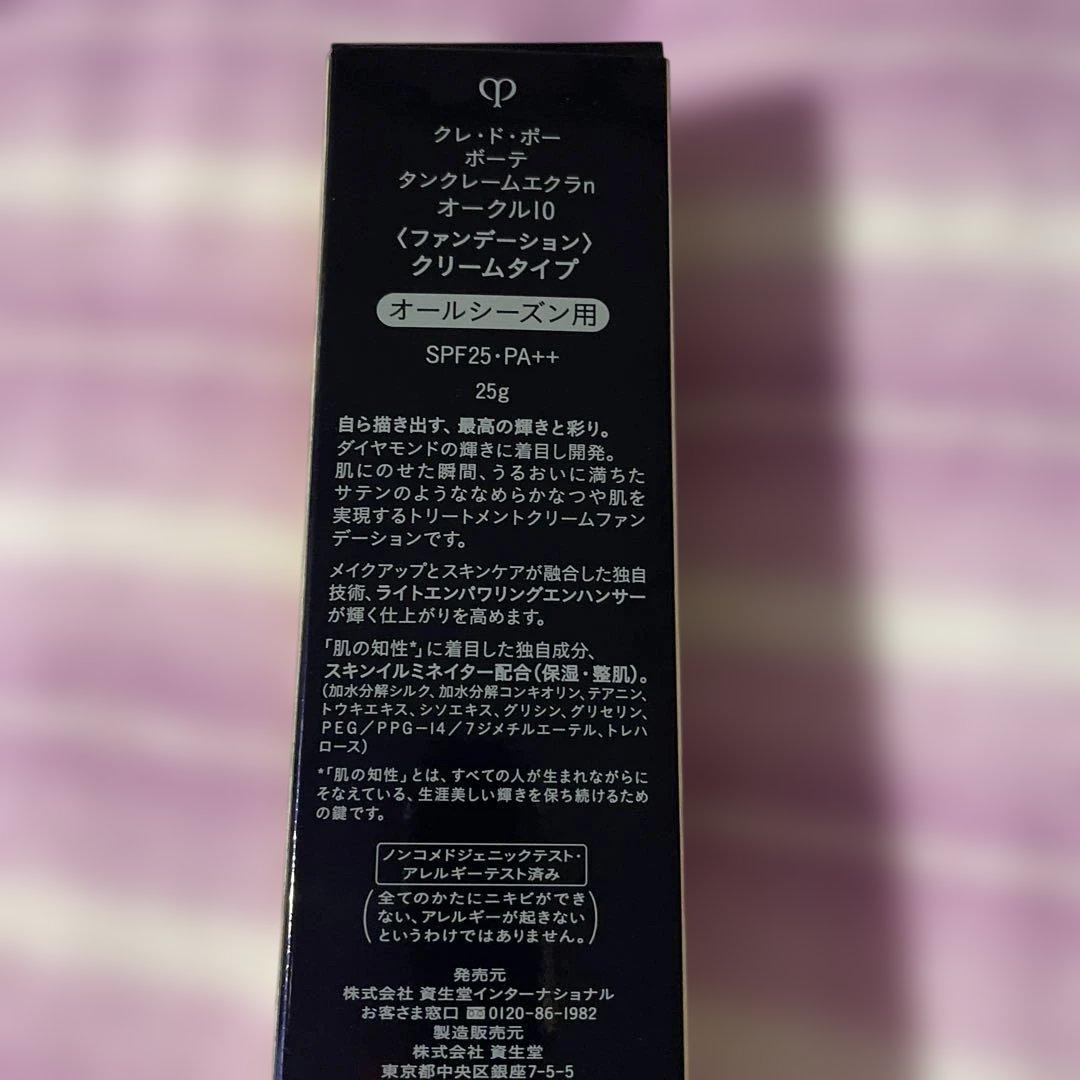 クレ・ド・ポー
ボーテ
タンクレームエクラn
オークル10
〈ファンデーション〉
クリームタイプ
オールシーズン用
SPF25・PA++
25g
自ら描き出す、最高の輝きと彩り。
ダイヤモンドの輝きに着目し開発。
肌にのせた瞬間、うるおいに満ちた
サテンのようななめらかなつや肌を
実現するトリートメントクリームファン
デーションです。
メイクアップとスキンケアが融合した独自
技術、ライトエンパワリングエンハンサー
が輝く仕上がりを高めます。
「肌の知性*」に着目した独自成分、
スキンイルミネイター配合(保湿・整肌)。
(加水分解シルク、加水分解コンキオリン、テアニン、
トウキエキス、シソエキス、グリシン、グリセリン、
PEG/PPG-14/7ジメチルエーテル、トレハ
ロース)
*「肌の知性」とは、すべての人が生まれながらに
そなえている、生涯美しい輝きを保ち続けるため
の鍵です。
ノンコメドジェニックテスト・
アレルギーテスト済み
(全てのかたにニキビができ
ない、アレルギーが起きない
というわけではありません。)
発売元
株式会社 資生堂インターナショナル
お客さま窓口 0120-86-1982
製造販売元
株式会社 資生堂
東京都中央区銀座7-5-5